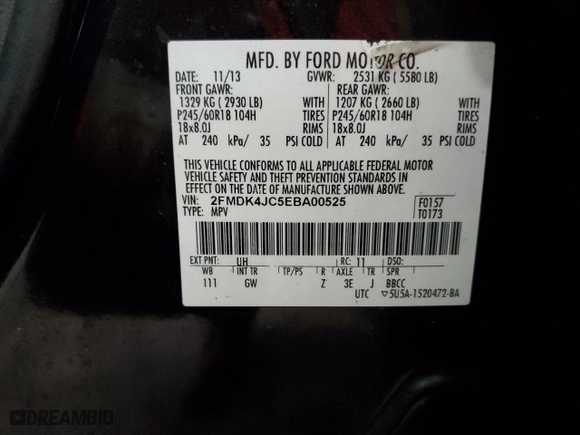 MFD. BY FORD MOTOR CO.
DATE: 11/13 GVWR: 2531 KG ( 5580 LB)
FRONT GAWR: REAR GAWR:
1329 KG ( 2930 LB) WITH 1207 KG ( 2660 LB) WITH
P245/60R18 104H TIRES P245/60R18 104H TIRES
18x8.0J RIMS 18x8.0J RIMS
AT 240 kPa/ 35 PSI COLD AT 240 kPa/ 35 PSI COLD
THIS VEHICLE CONFORMS TO ALL APPLICABLE FEDERAL MOTOR
VEHICLE SAFETY AND THEFT PREVENTION STANDARDS IN
EFFECT ON THE DATE OF MANUFACTURE SHOWN ABOVE.
VIN: 2FMDK4JC5EBA00525 F0157
TYPE: MPV T0173
EXT PNT: UH RC: 11 DSO:
WB INT TR TP/PS R AXLE TR SPR
111 GW Z 3E J BBCC
UTC ▽5U5A-1520472-BA
DREAMBID